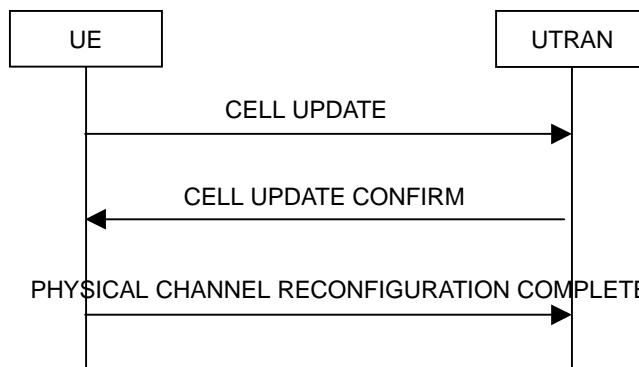 UE
UTRAN
CELL UPDATE
CELL UPDATE CONFIRM
PHYSICAL CHANNEL RECONFIGURATION COMPLETE